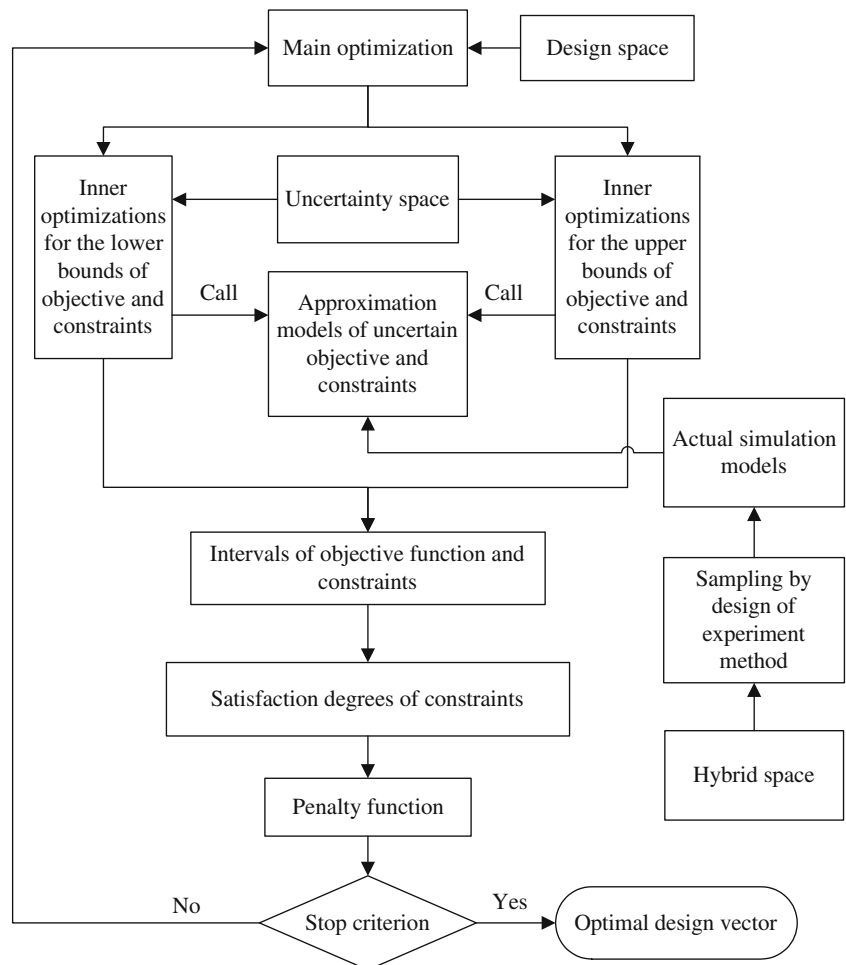 Main optimization
Design space
Inner
optimizations
for the lower
bounds of
objective and
constraints
Uncertainty space
Inner
optimizations
for the upper
bounds of
objective and
constraints
Call
Call
Approximation
models of uncertain
objective and
constraints
Actual simulation
models
Intervals of objective function and
constraints
Sampling by
design of
experiment
method
Satisfaction degrees of constraints
Hybrid space
Penalty function
No
Stop criterion
Yes
Optimal design vector